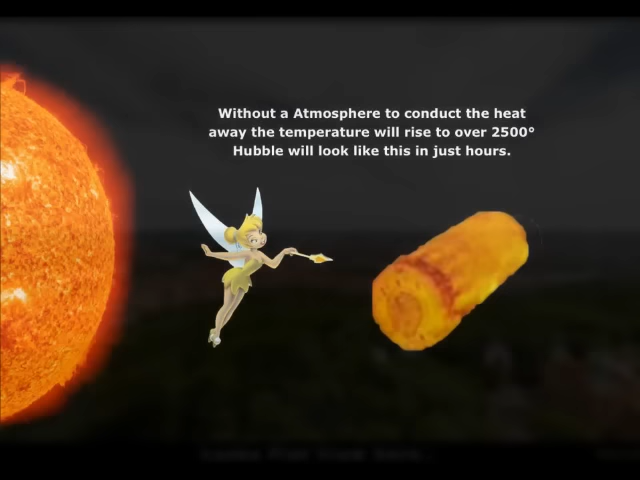 Without a Atmosphere to conduct the heat
away the temperature will rise to over 2500°
Hubble will look like this in just hours.